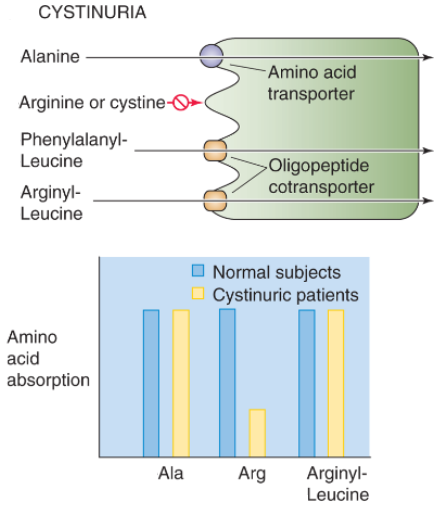 CYSTINURIA
Alanine
Amino acid
transporter
Arginine or cystine
Phenylalanyl-
Leucine
Oligopeptide
cotransporter
Arginyl-
Leucine
Normal subjects
Cystinuric patients
Amino
acid
absorption
Ala
Arg
Arginyl-
Leucine